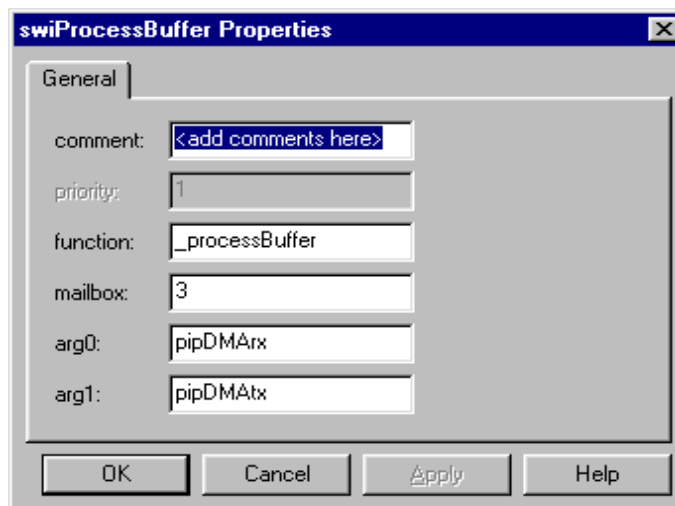 swiProcessBuffer Properties
General
comment: <add comments here>
priority: 1
function: _processBuffer
mailbox: 3
arg0: pipDMArx
arg1: pipDMAtx
OK Cancel Apply Help